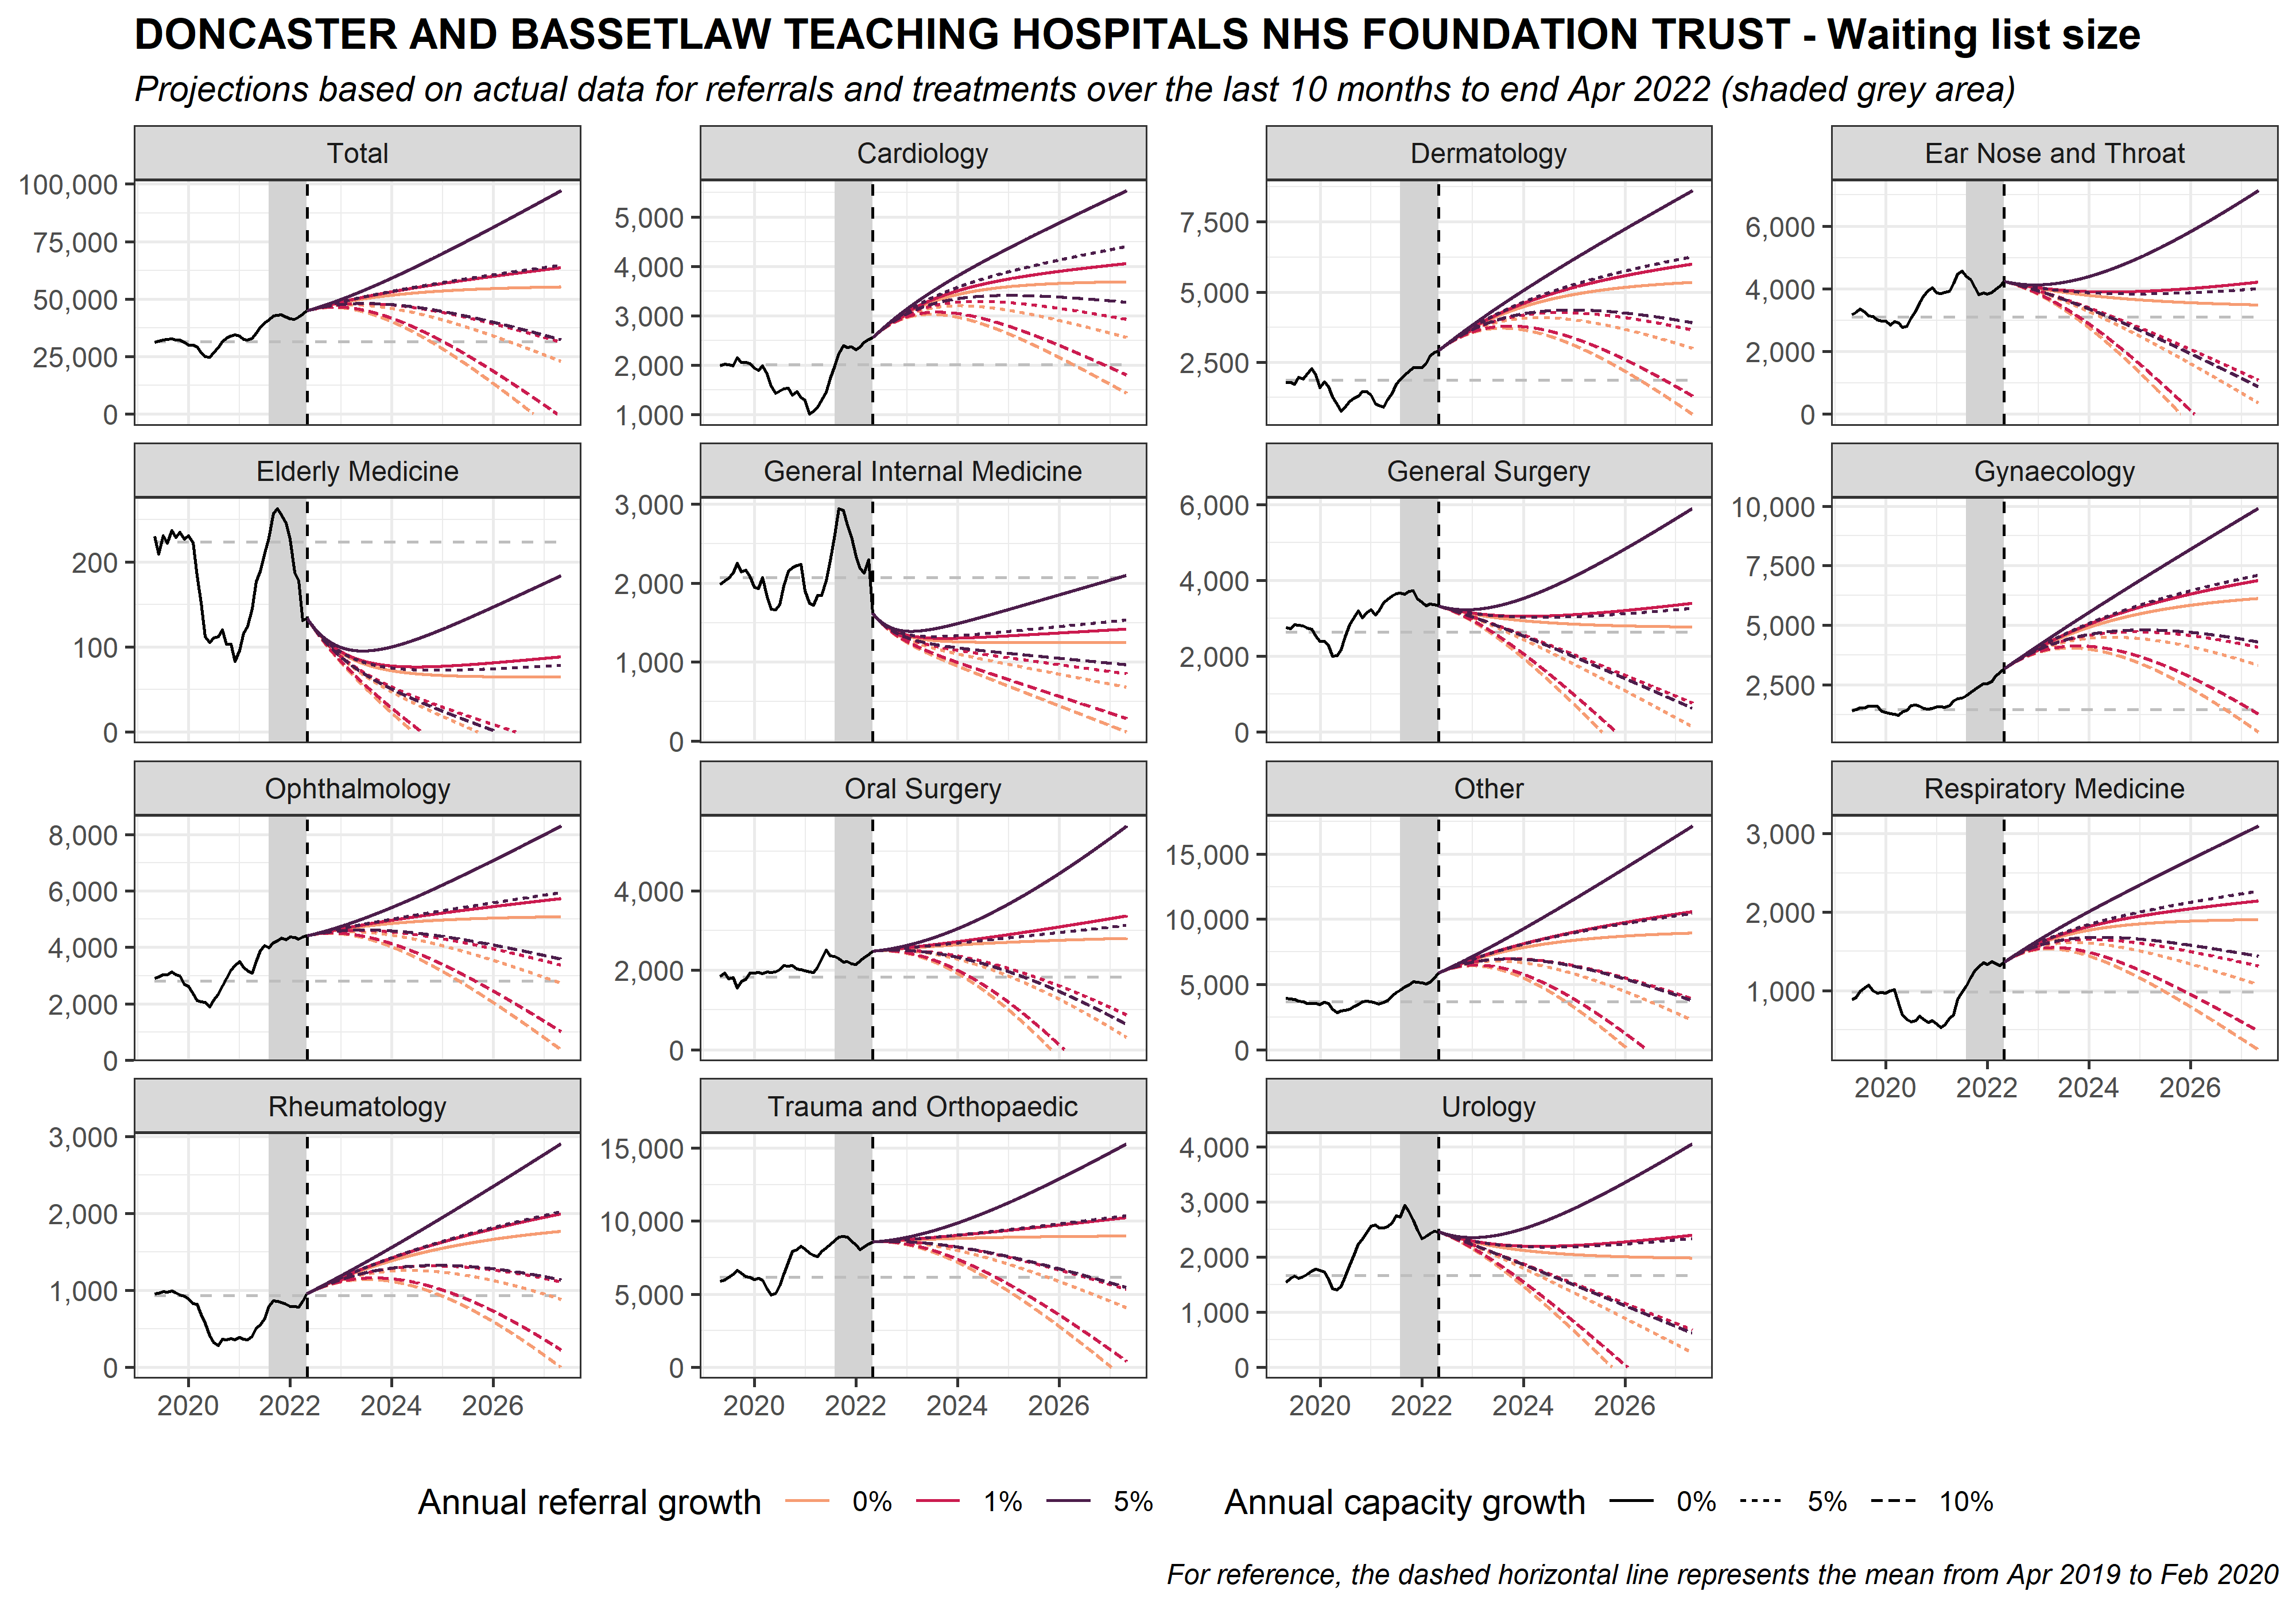 DONCASTER AND BASSETLAW TEACHING HOSPITALS NHS FOUNDATION TRUST - Waiting list size
Projections based on actual data for referrals and treatments over the last 10 months to end Apr 2022 (shaded grey area)
Total
Cardiology
Dermatology
Ear Nose and Throat
100,000
75,000
50,000
25,000
0
5,000
4,000
3,000
2,000
1,000
7,500
5,000
2,500
6,000
4,000
2,000
0
Elderly Medicine
General Internal Medicine
General Surgery
Gynaecology
200
100
0
3,000
2,000
1,000
0
6,000
4,000
2,000
0
10,000
7,500
5,000
2,500
Ophthalmology
Oral Surgery
Other
Respiratory Medicine
8,000
6,000
4,000
2,000
0
4,000
2,000
0
15,000
10,000
5,000
0
3,000
2,000
1,000
2020 2022 2024 2026
Rheumatology
Trauma and Orthopaedic
Urology
3,000
2,000
1,000
0
15,000
10,000
5,000
0
4,000
3,000
2,000
1,000
0
2020 2022 2024 2026
2020 2022 2024 2026
2020 2022 2024 2026
Annual referral growth 0% 1% 5% Annual capacity growth 0% 5% 10%
For reference, the dashed horizontal line represents the mean from Apr 2019 to Feb 2020